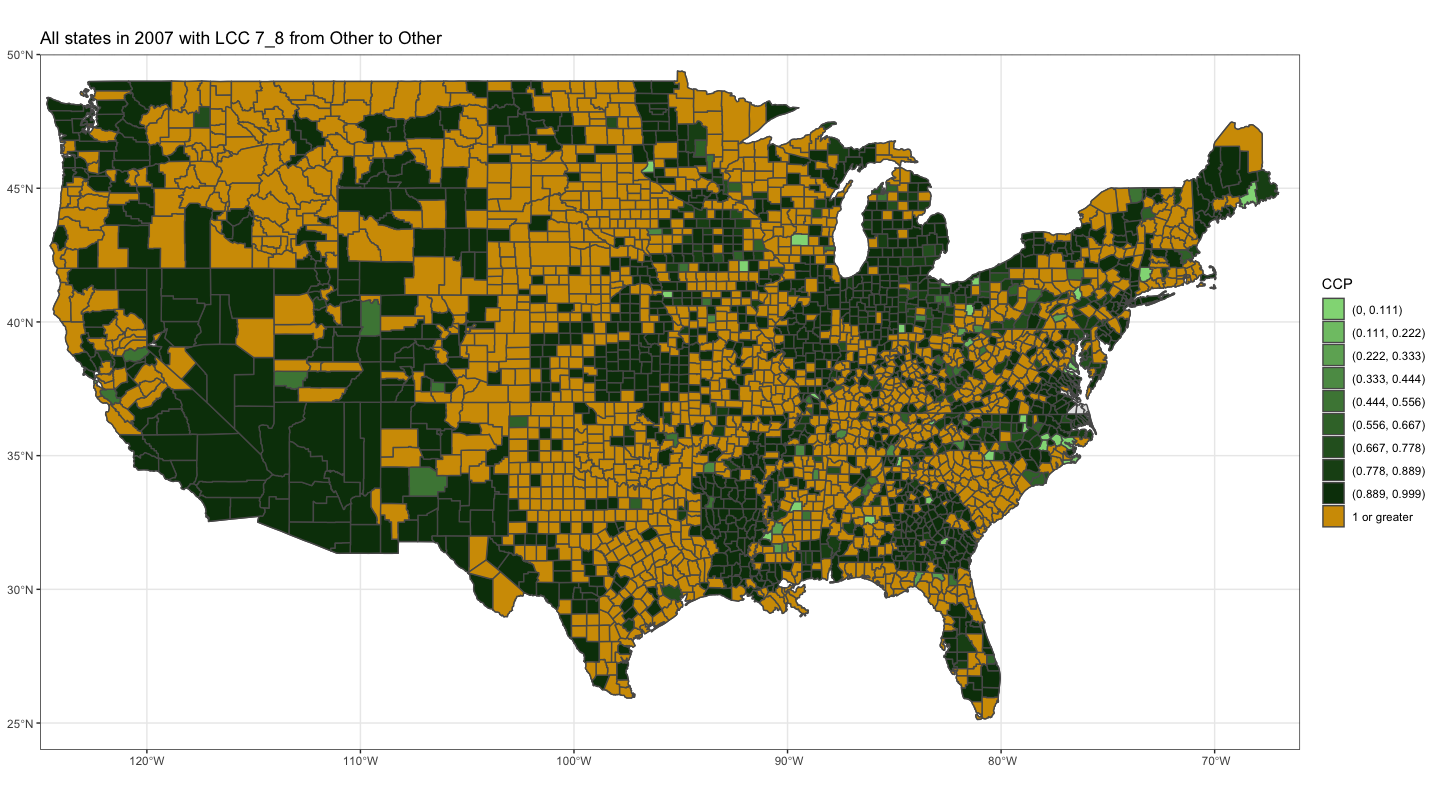 All states in 2007 with LCC 7_8 from Other to Other
50°N
45°N
40°N
35°N
30°N
25°N
120°W
110°W
100°W
90°W
80°W
70°W
CCP
(0, 0.111)
(0.111, 0.222)
(0.222, 0.333)
(0.333, 0.444)
(0.444, 0.556)
(0.556, 0.667)
(0.667, 0.778)
(0.778, 0.889)
(0.889, 0.999)
1 or greater